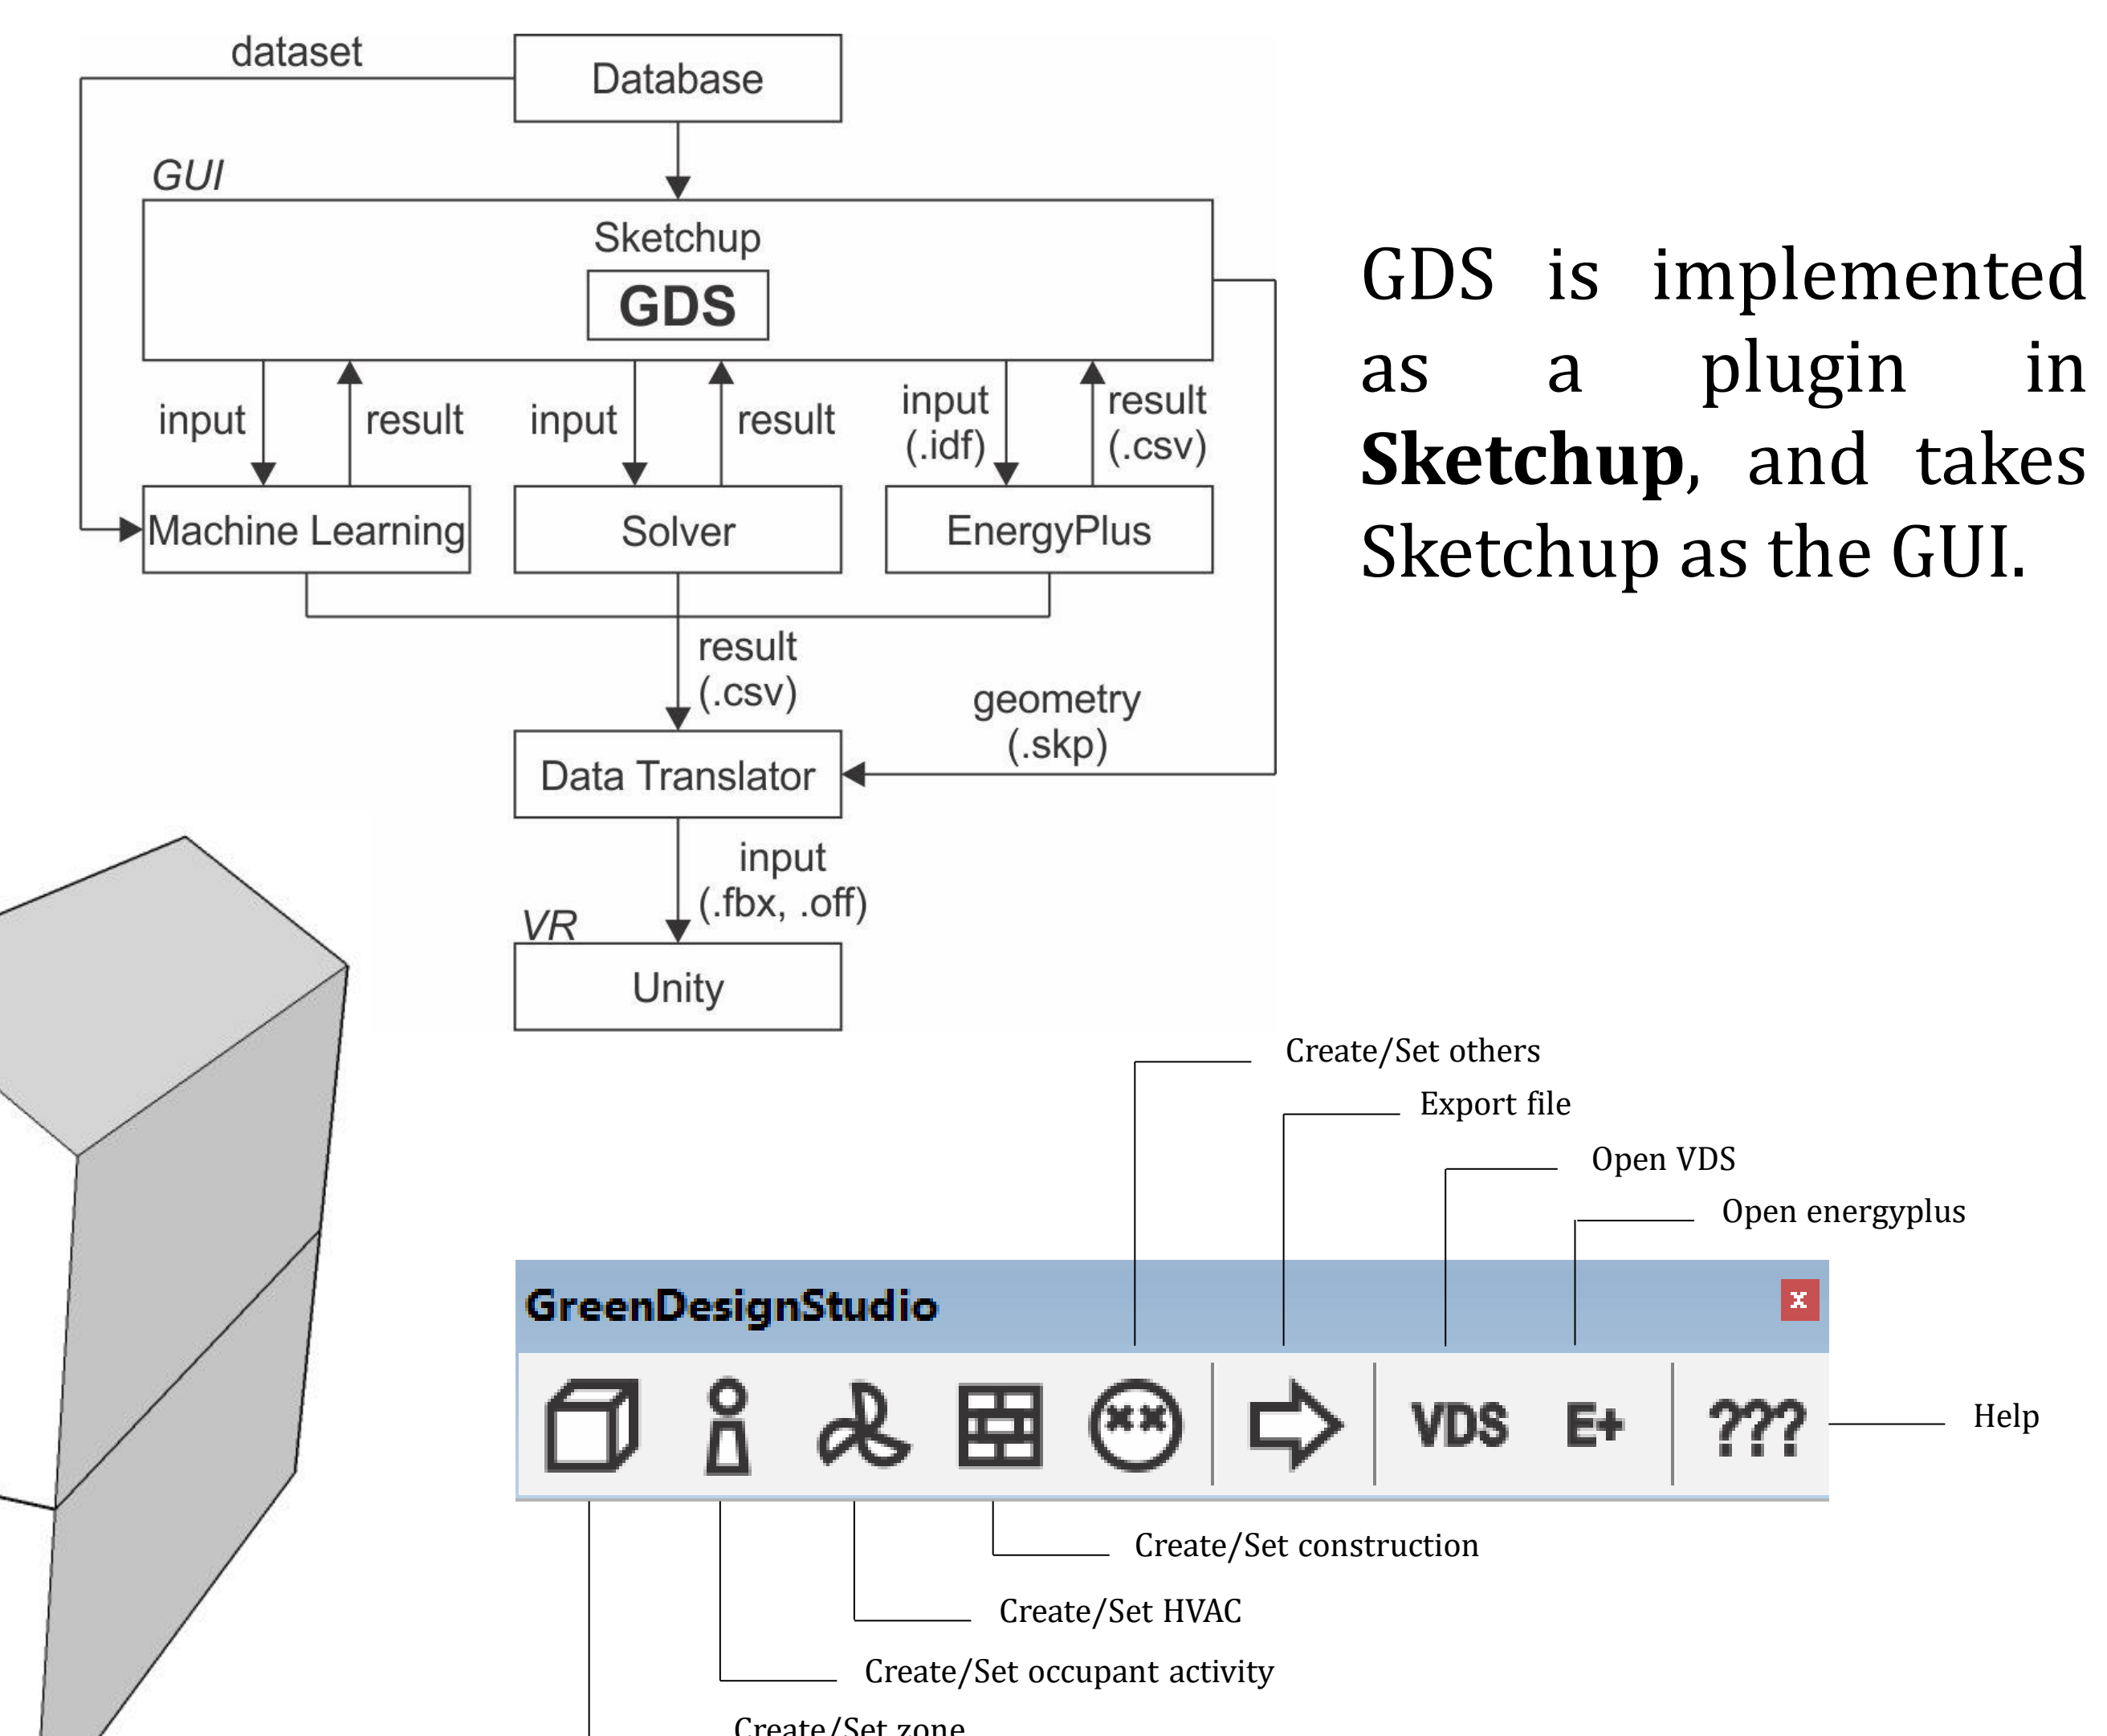 dataset
Database
GUI
Sketchup
GDS
input
result
input
result
input
(.idf)
result
(.csv)
Machine Learning
Solver
EnergyPlus
result
(.csv)
geometry
(.skp)
Data Translator
input
(.fbx, .off)
VR
Unity
GDS is implemented
as a plugin in
Sketchup, and takes
Sketchup as the GUI.
Create/Set others
Export file
Open VDS
Open energyplus
GreenDesignStudio
x
VDS
E+
???
Help
Create/Set construction
Create/Set HVAC
Create/Set occupant activity
Create/Set zone